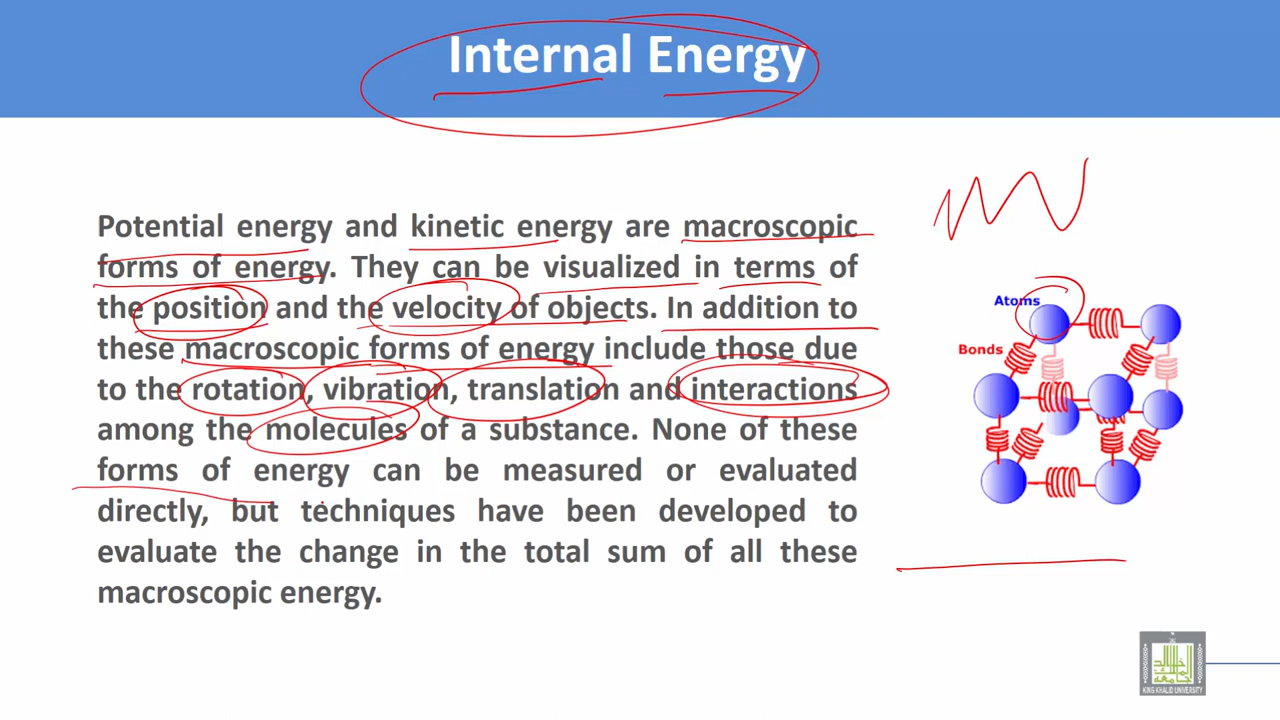 Internal Energy
Potential energy and kinetic energy are macroscopic
forms of energy. They can be visualized in terms of
the position and the velocity of objects. In addition to
these macroscopic forms of energy include those due
to the rotation, vibration, translation and interactions
among the molecules of a substance. None of these
forms of energy can be measured or evaluated
directly, but techniques have been developed to
evaluate the change in the total sum of all these
macroscopic energy.
Atoms
Bonds
KING KHALID UNIVERSITY